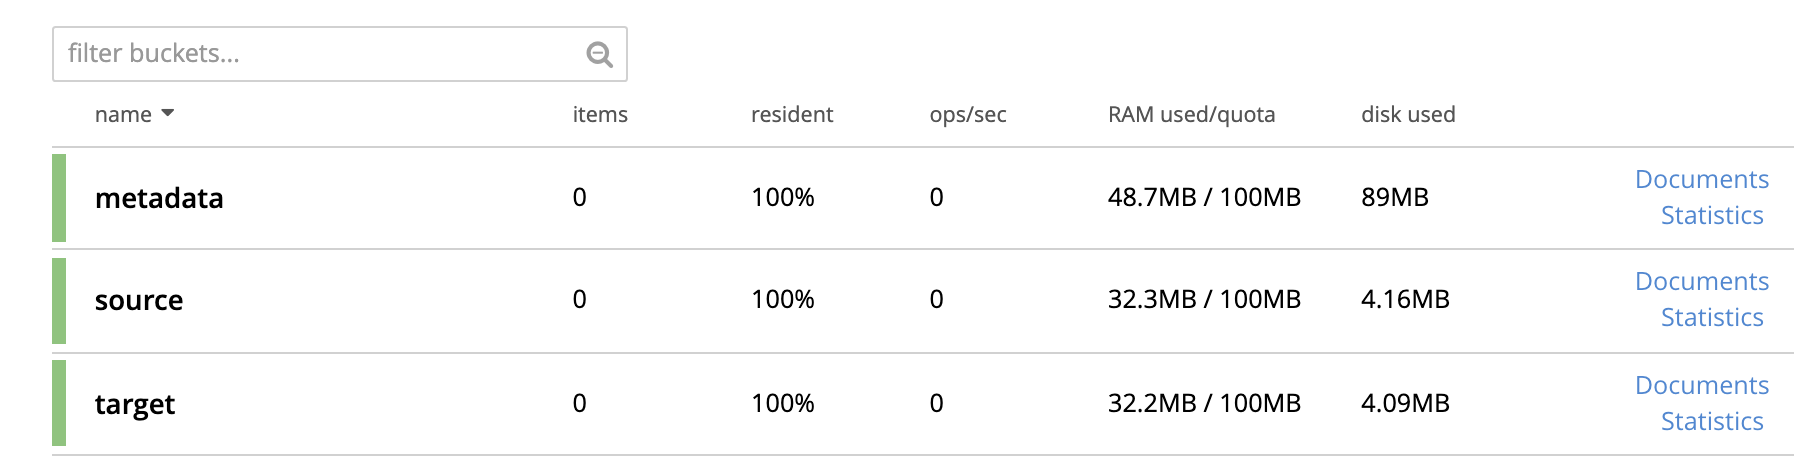 filter buckets...
name items resident ops/sec RAM used/quota disk used
metadata 0 100% 0 48.7MB / 100MB 89MB Documents
Statistics
source 0 100% 0 32.3MB / 100MB 4.16MB Documents
Statistics
target 0 100% 0 32.2MB / 100MB 4.09MB Documents
Statistics